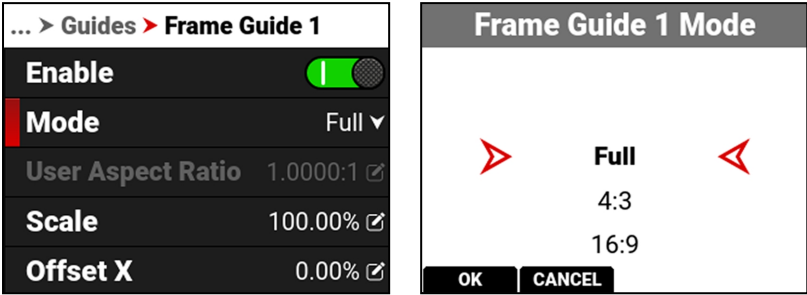 ... > Guides > Frame Guide 1
Enable
Mode Full
User Aspect Ratio 1.0000:1
Scale 100.00%
Offset X 0.00%
Frame Guide 1 Mode
Full
4:3
16:9
OK CANCEL